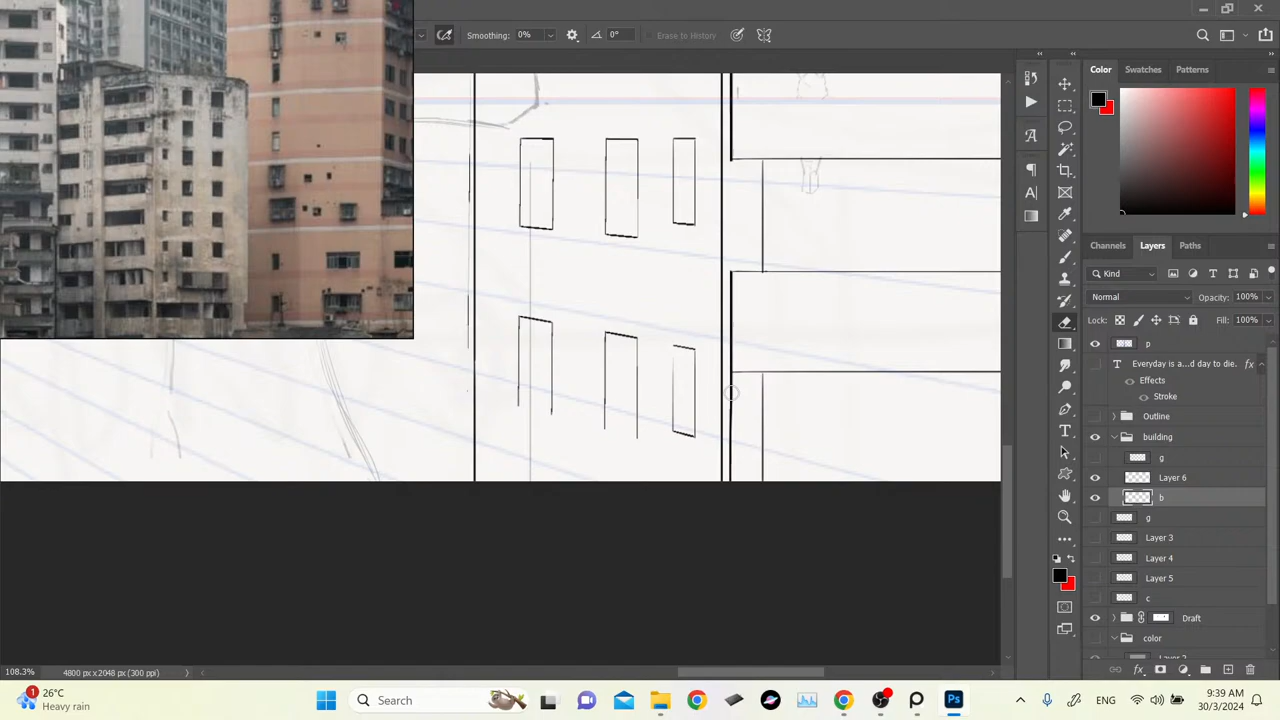 Smoothing: 0%
0°
Erase to History
Color
Swatches
Patterns
Channels
Layers
Paths
Kind
Normal
Opacity: 100%
Lock:
Fill: 100%
p
Everyday is a...d day to die.
fx
Effects
Stroke
Outline
building
g
Layer 6
b
g
Layer 3
Layer 4
Layer 5
c
Draft
color
108.3%
4800 px x 2048 px (300 ppi)
1
26°C
Heavy rain
Search
Ps
ENG
9:39 AM
30/3/2024